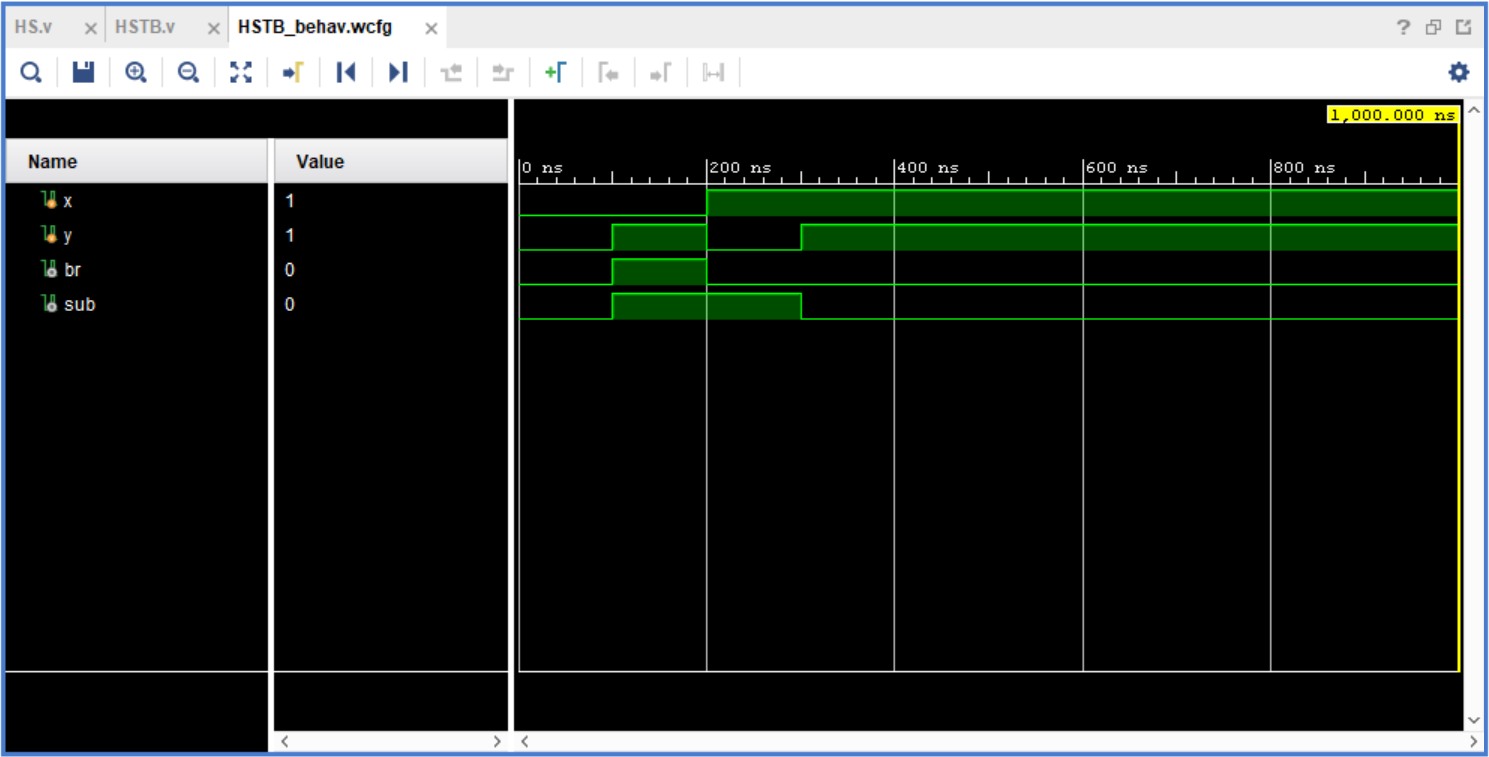 HS.v × HSTB.v × HSTB_behav.wcfg ×
?
1,000.000 ns
Name Value
0 ns 200 ns 400 ns 600 ns 800 ns
x 1
y 1
br 0
sub 0